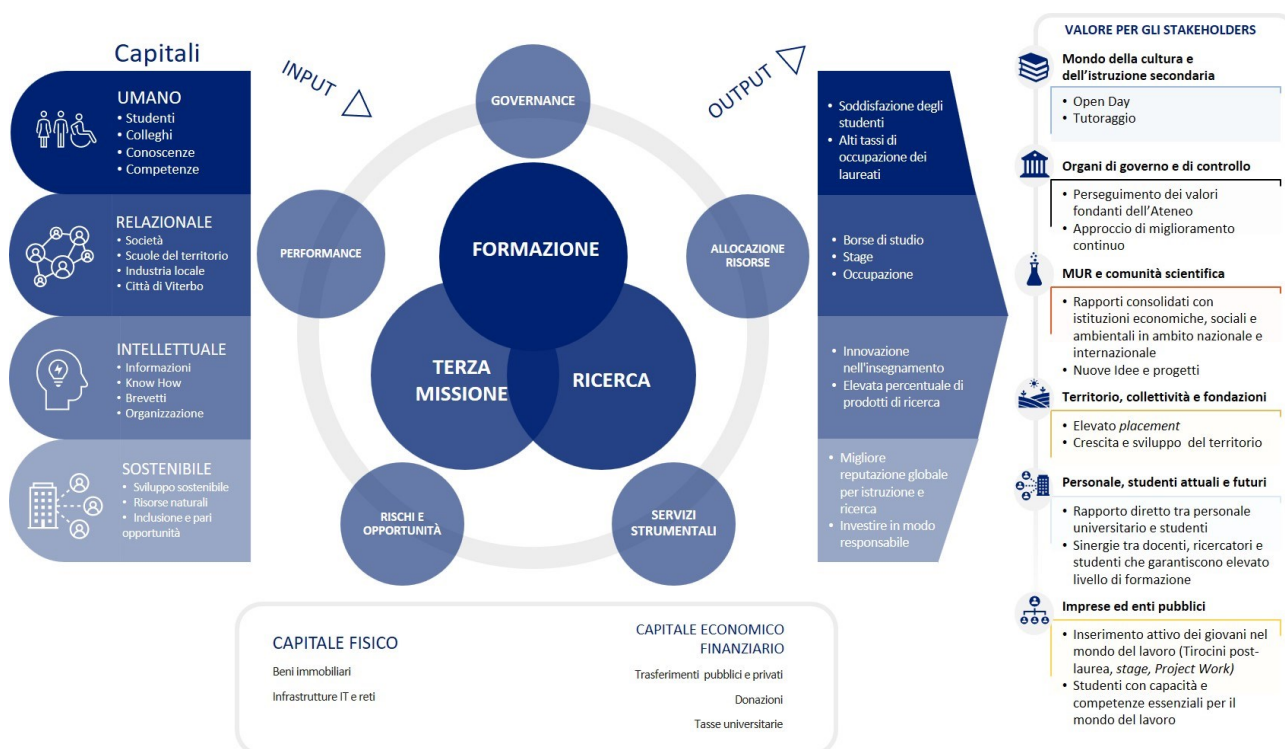 Capitali
UMANO
• Studenti
• Colleghi
• Conoscenze
• Competenze
RELAZIONALE
• Società
• Scuole del territorio
• Industria locale
• Città di Viterbo
INTELLETTUALE
• Informazioni
• Know How
• Brevetti
• Organizzazione
SOSTENIBILE
• Sviluppo sostenibile
• Risorse naturali
• Inclusione e pari
opportunità
INPUT
GOVERNANCE
PERFORMANCE
FORMAZIONE
ALLOCAZIONE
RISORSE
TERZA
MISSIONE
RICERCA
RISCHI E
OPPORTUNITÀ
SERVIZI
STRUMENTALI
OUTPUT
• Soddisfazione degli
studenti
• Alti tassi di
occupazione dei
laureati
• Borse di studio
• Stage
• Occupazione
• Innovazione
nell'insegnamento
• Elevata percentuale di
prodotti di ricerca
• Migliore
reputazione globale
per istruzione e
ricerca
• Investire in modo
responsabile
CAPITALE FISICO
Beni immobiliari
Infrastrutture IT e reti
CAPITALE ECONOMICO
FINANZIARIO
Trasferimenti pubblici e privati
Donazioni
Tasse universitarie
VALORE PER GLI STAKEHOLDERS
Mondo della cultura e
dell'istruzione secondaria
• Open Day
• Tutoraggio
Organi di governo e di controllo
• Perseguimento dei valori
fondanti dell'Ateneo
• Approccio di miglioramento
continuo
MUR e comunità scientifica
• Rapporti consolidati con
istituzioni economiche, sociali e
ambientali in ambito nazionale e
internazionale
• Nuove Idee e progetti
Territorio, collettività e fondazioni
• Elevato placement
• Crescita e sviluppo del territorio
Personale, studenti attuali e futuri
• Rapporto diretto tra personale
universitario e studenti
• Sinergie tra docenti, ricercatori e
studenti che garantiscono elevato
livello di formazione
Imprese ed enti pubblici
• Inserimento attivo dei giovani nel
mondo del lavoro (Tirocini post-
laurea, stage, Project Work)
• Studenti con capacità e
competenze essenziali per il
mondo del lavoro